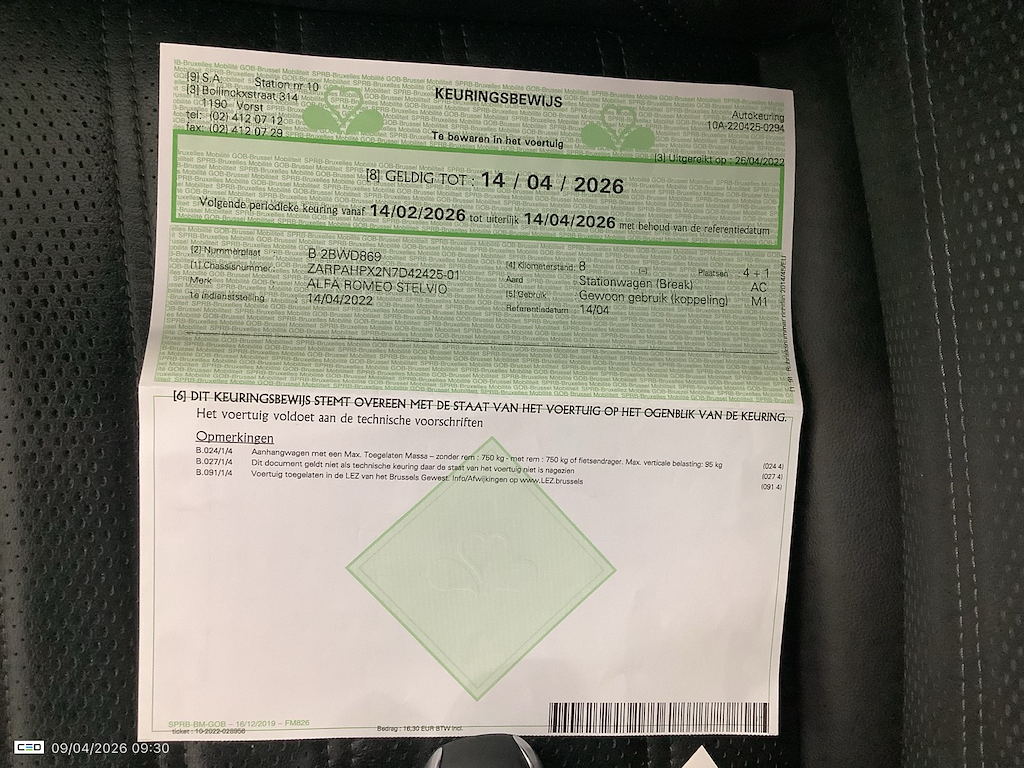 [9] S.A. Station nr 10
[3] Bollinckxstraat 314
1190 Vorst
tel: (02) 412 07 12
fax: (02) 412 07 29
KEURINGSBEWIJS
Te bewaren in het voertuig
Autokeuring
10A-220425-0294
[3] Uitgereikt op : 26/04/2022
[8] GELDIG TOT : 14 / 04 / 2026
Volgende periodieke keuring vanaf 14/02/2026 tot uiterlijk 14/04/2026 met behoud van de referentiedatum
[2] Nummerplaat : B 2BWD869
[1] Chassisnummer: ZARPAHPX2N7D42425-01
Merk : ALFA ROMEO STELVIO
1e indienststelling : 14/04/2022
[4] Kilometerstand: 8 (--) Plaatsen 4 + 1
Aard : Stationwagen (Break) AC
[5] Gebruik : Gewoon gebruik (koppeling) M1
Referentiedatum : 14/04
[6] DIT KEURINGSBEWIJS STEMT OVEREEN MET DE STAAT VAN HET VOERTUIG OP HET OGENBLIK VAN DE KEURING.
Het voertuig voldoet aan de technische voorschriften
Opmerkingen
B.024/1/4 Aanhangwagen met een Max. Toegelaten Massa – zonder rem : 750 kg - met rem : 750 kg of fietsendrager. Max. verticale belasting: 95 kg (024 4)
B.027/1/4 Dit document geldt niet als technische keuring daar de staat van het voertuig niet is nagezien (027 4)
B.091/1/4 Voertuig toegelaten in de LEZ van het Brussels Gewest. Info/Afwijkingen op www.LEZ.brussels (091 4)
SPRB-BM-GOB – 16/12/2019 – FM826
ticket : 10-2022-028956
Bedrag : 16,30 EUR BTW incl.
CEO 09/04/2026 09:30